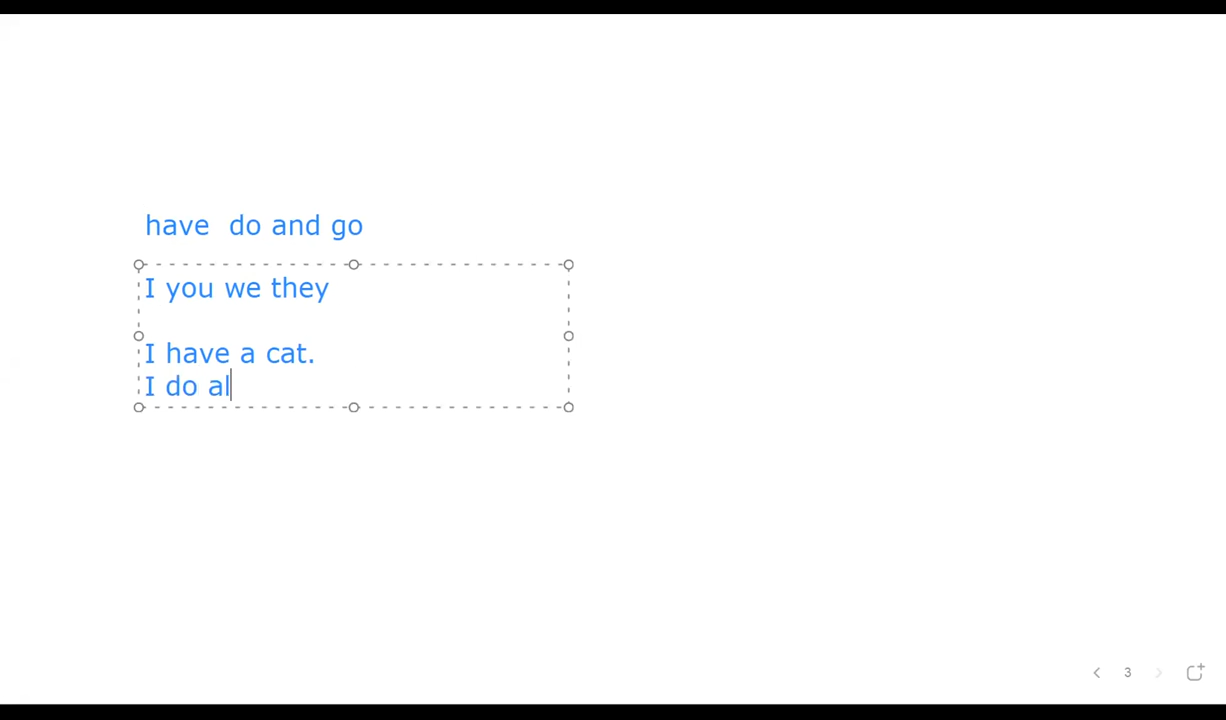 have  do and go
I you we they
I have a cat.
I do al
3